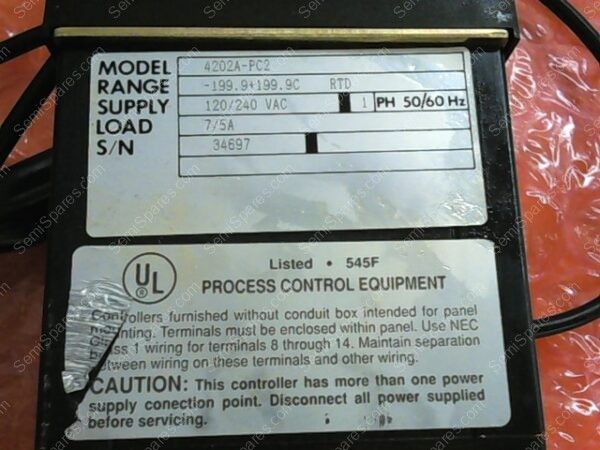 MODEL 4202A-PC2
RANGE -199.9+199.9C RTD
SUPPLY 120/240 VAC 1 PH 50/60 Hz
LOAD 7/5A
S/N 34697
UL
®
Listed • 545F
PROCESS CONTROL EQUIPMENT
Controllers furnished without conduit box intended for panel
mounting. Terminals must be enclosed within panel. Use NEC
Class 1 wiring for terminals 8 through 14. Maintain separation
between wiring on these terminals and other wiring.
CAUTION: This controller has more than one power
supply conection point. Disconnect all power supplied
before servicing.
SemiSpares.com